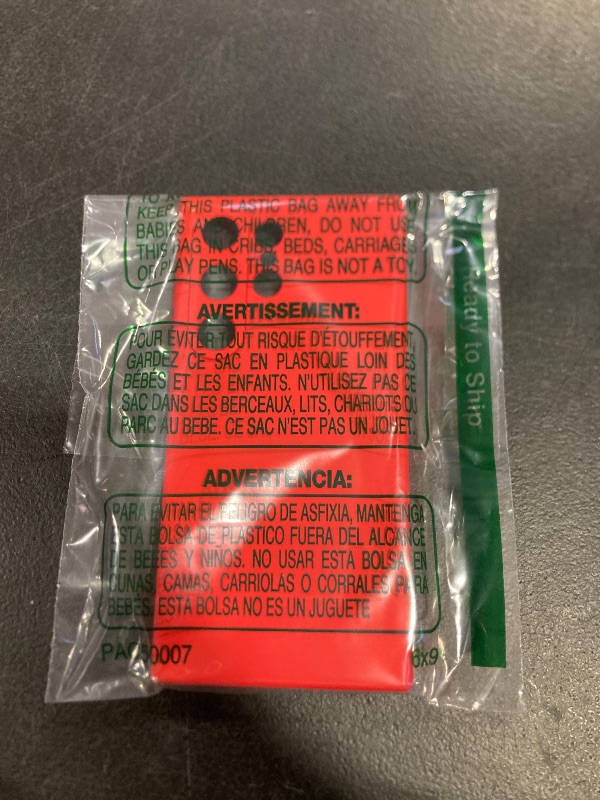 KEEP THIS PLASTIC BAG AWAY FROM
BABIES AND CHILDREN, DO NOT USE
THIS BAG IN CRIBS, BEDS, CARRIAGES
OR PLAY PENS. THIS BAG IS NOT A TOY.
AVERTISSEMENT:
POUR ÉVITER TOUT RISQUE D'ÉTOUFFEMENT,
GARDEZ CE SAC EN PLASTIQUE LOIN DES
BÉBÉS ET LES ENFANTS. N'UTILISEZ PAS CE
SAC DANS LES BERCEAUX, LITS, CHARIOTS OU
PARC AU BEBE. CE SAC N'EST PAS UN JOUET.
ADVERTENCIA:
PARA EVITAR EL PELIGRO DE ASFIXIA, MANTENGA
ESTA BOLSA DE PLASTICO FUERA DEL ALCANCE
DE BEBES Y NIÑOS. NO USAR ESTA BOLSA EN
CUNAS, CAMAS, CARRIOLAS O CORRALES PARA
BEBES. ESTA BOLSA NO ES UN JUGUETE
6x9
Ready to Ship